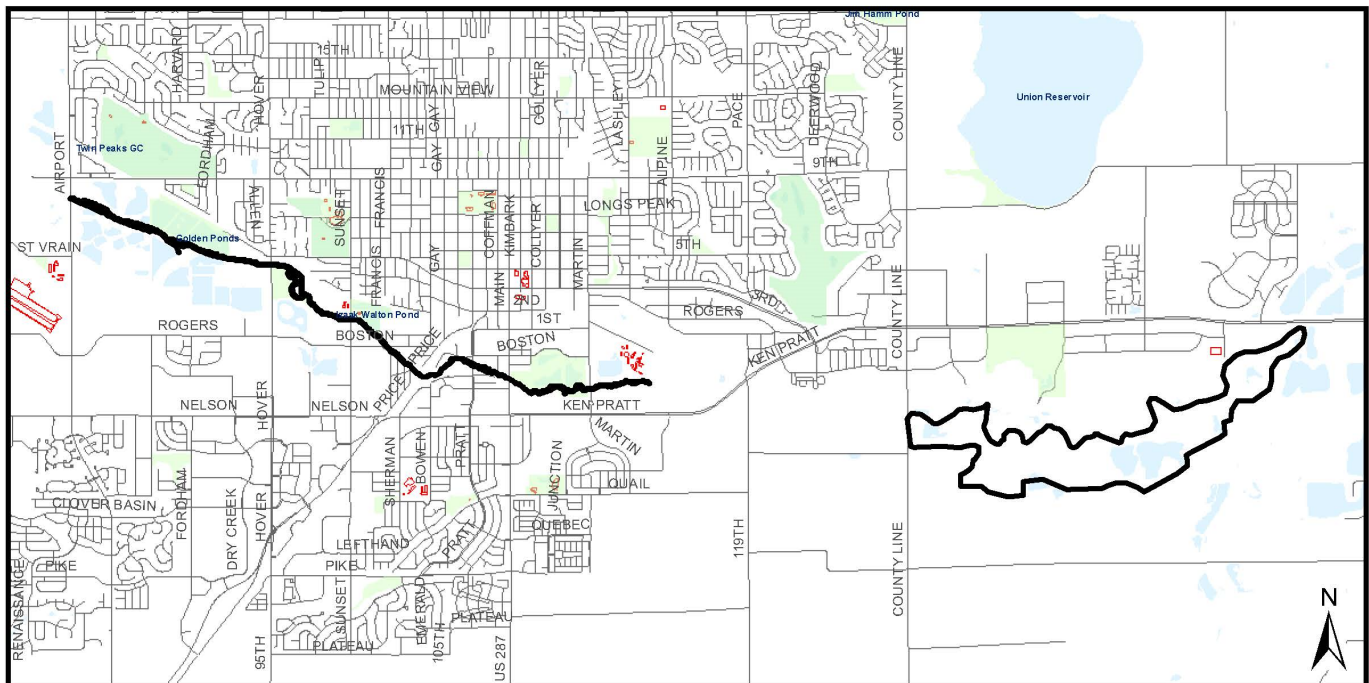 Jim Hamm Pond
HARVARD
15TH
TULIP
HOVER
MOUNTAIN VIEW
COLLYER
GAY
11TH
LASHLEY
PACE
DEERWOOD
COUNTY LINE
Union Reservoir
Twin Peaks GC
AIRPORT
FORDHAM
GAY
ALPINE
9TH
ALLEN
SUNSET
FRANCIS
COFFMAN
KIMBARK
COLLYER
LONGS PEAK
MARTIN
5TH
Golden Ponds
ST VRAIN
FRANCIS
GAY
MAIN
2ND
3RD
1ST
ROGERS
Izaak Walton Pond
ROGERS
BOSTON
PRICE
BOSTON
KEN PRATT
COUNTY LINE
PRICE
NELSON
HOVER
NELSON
KEN PRATT
MARTIN
SHERMAN
BOWEN
PRATT
JUNCTION
QUAIL
CLOVER BASIN
FORDHAM
DRY CREEK
HOVER
QUEBEC
LEFTHAND
PRATT
119TH
COUNTY LINE
RENAISSANCE
PIKE
PIKE
SUNSET
EMERAUD
105TH
PLATEAU
PLATEAU
95TH
US 287
N